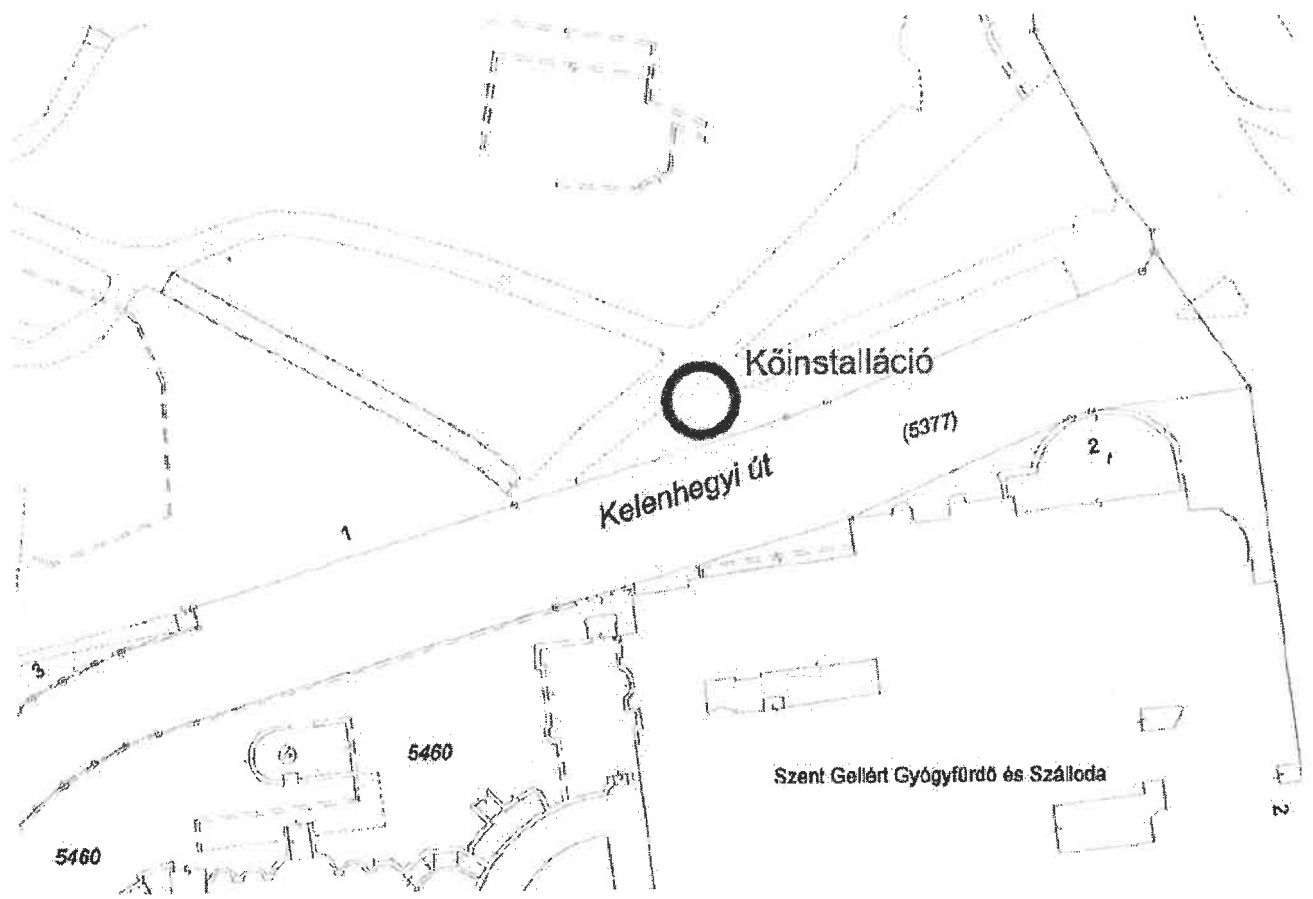 Kőinstalláció
(5377)
2
Kelenhegyi út
1
3
5460
Szent Gellért Gyógyfürdő és Szálloda
2
5460